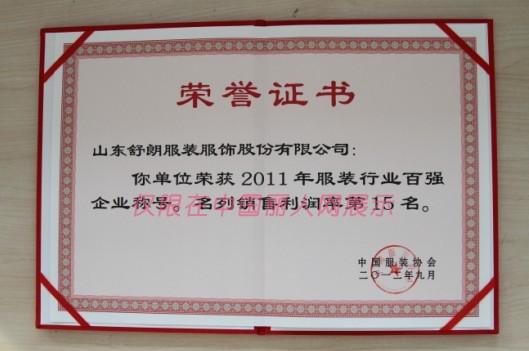 荣誉证书
山东舒朗服装服饰股份有限公司：
你单位荣获2011年服装行业百强
企业称号。名列销售利润率第15名。
仅限在中国丽人网展示
中国服装协会
二〇一二年九月